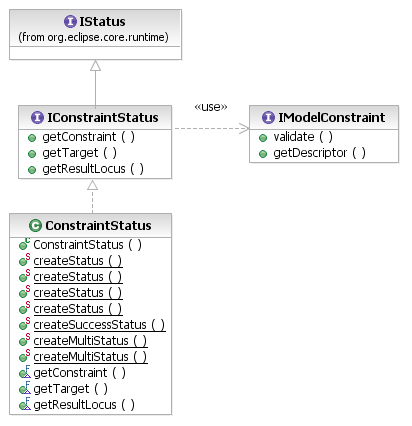 I IStatus
(from org.eclipse.core.runtime)
I IConstraintStatus
getConstraint ( )
getTarget ( )
getResultLocus ( )
«use»
I IModelConstraint
validate ( )
getDescriptor ( )
C ConstraintStatus
C ConstraintStatus ( )
S createStatus ( )
S createStatus ( )
S createStatus ( )
S createStatus ( )
S createSuccessStatus ( )
S createMultiStatus ( )
S createMultiStatus ( )
F getConstraint ( )
F getTarget ( )
F getResultLocus ( )